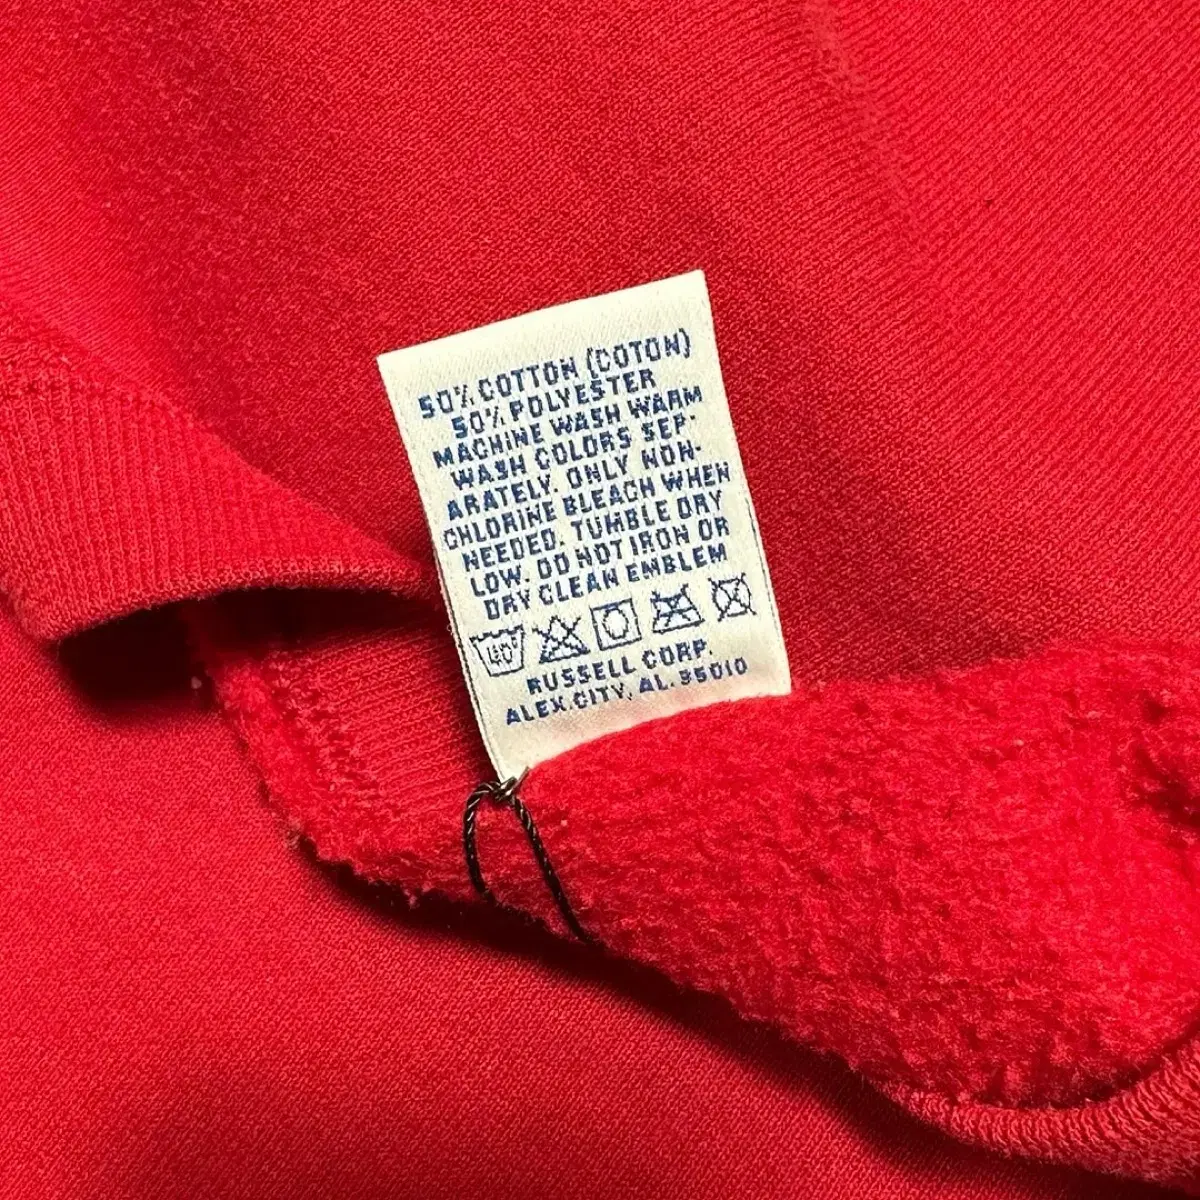 50% COTTON (COTON)
50% POLYESTER
MACHINE WASH WARM
WASH COLORS SEP-
ARATELY. ONLY NON-
CHLORINE BLEACH WHEN
NEEDED. TUMBLE DRY
LOW. DO NOT IRON OR
DRY CLEAN EMBLEM
40°
RUSSELL CORP.
ALEX.CITY, AL. 35010